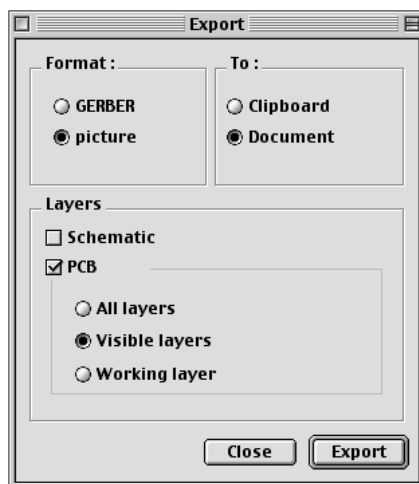 Export
Format :
GERBER
picture
To :
Clipboard
Document
Layers
Schematic
PCB
All layers
Visible layers
Working layer
Close
Export